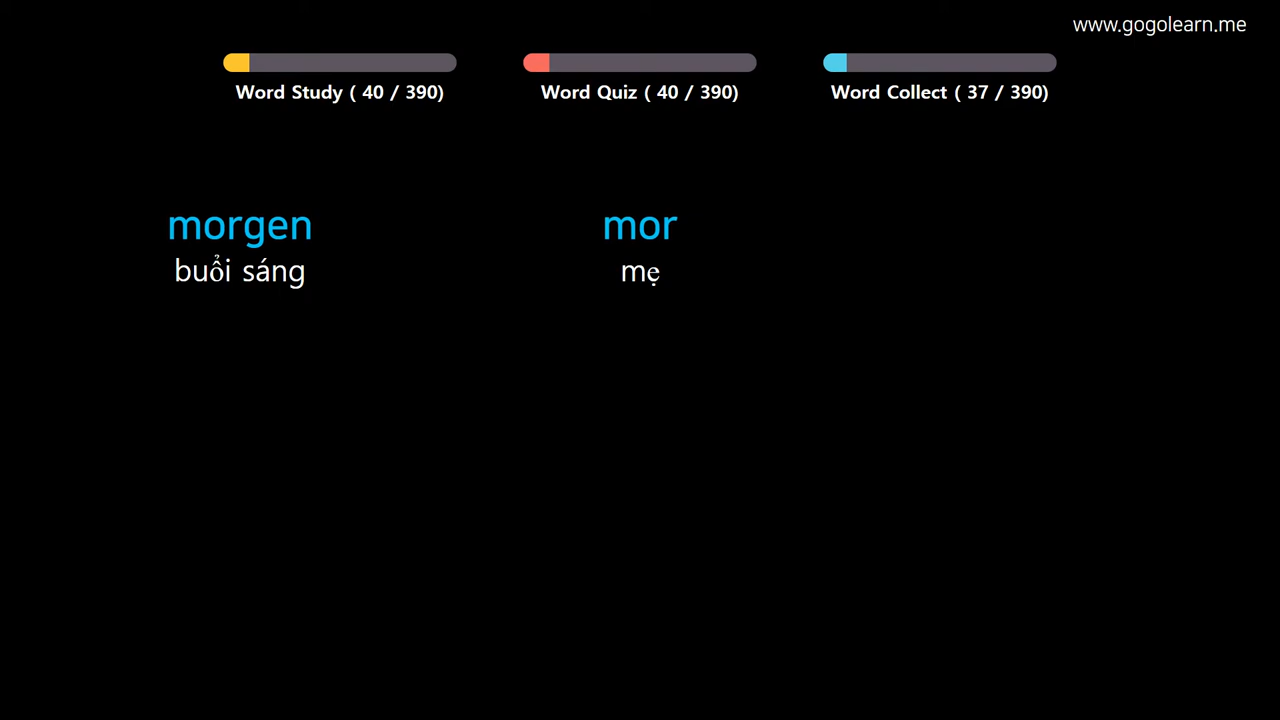 www.gogolearn.me
Word Study ( 40 / 390)
Word Quiz ( 40 / 390)
Word Collect ( 37 / 390)
morgen
buổi sáng
mor
mẹ